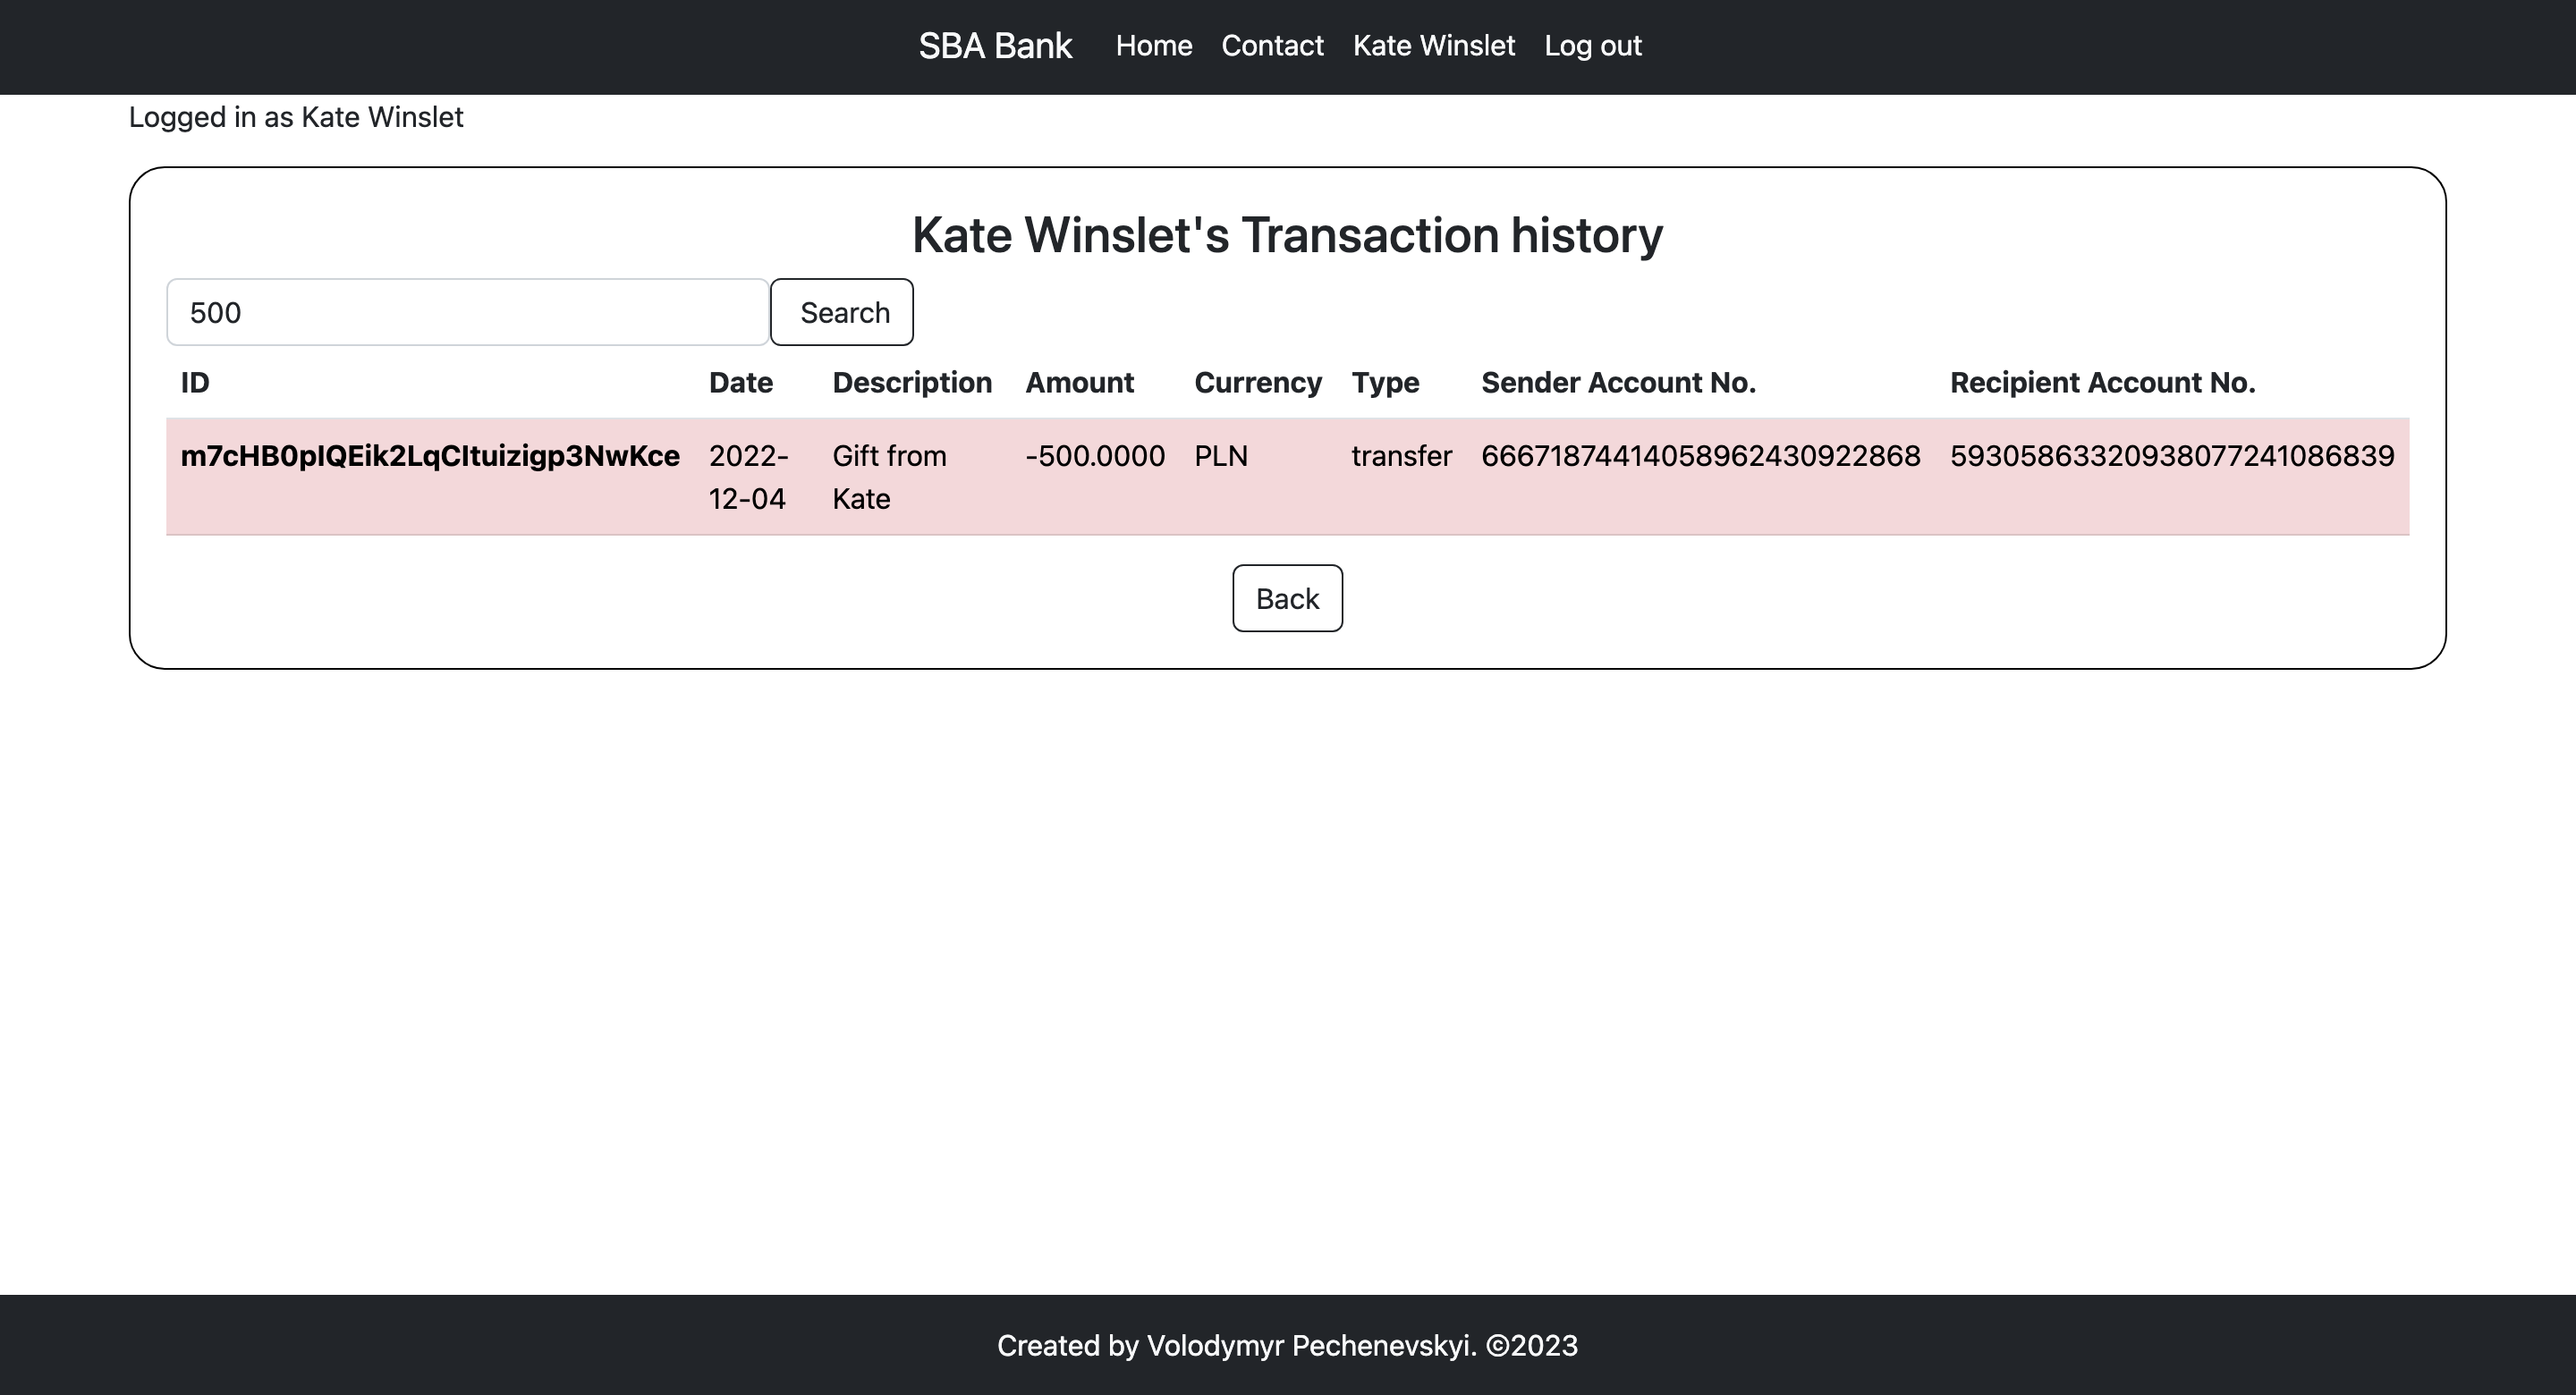 SBA Bank Home Contact Kate Winslet Log out
Logged in as Kate Winslet
Kate Winslet's Transaction history
500 Search
ID Date Description Amount Currency Type Sender Account No. Recipient Account No.
m7cHB0pIQEik2LqCItuizigp3NwKce 2022- Gift from -500.0000 PLN transfer 66671874414058962430922868 59305863320938077241086839
12-04 Kate
Back
Created by Volodymyr Pechenevskyi. ©2023